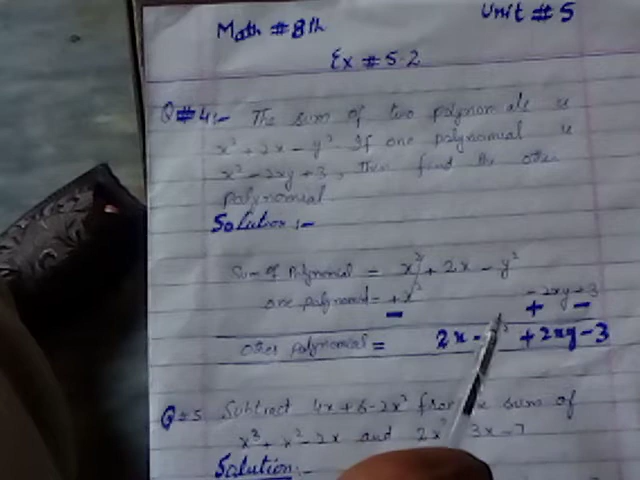 Math # 8th Unit # 5
Ex # 5.2
Q#4:- The sum of two polynomials is
x² + 2x - y². If one polynomial is
x² - 2xy + 3, then find the other
polynomial
Solution :-
Sum of Polynomial = x² + 2x - y²
one polynomial = +x² - 2xy + 3
- + -
other polynomial = 2x - y² + 2xy - 3
Q#5 Subtract 4x + 6 - 2x² from the sum of
x³ + x² - 2x and 2x 3x - 7
Solution:-